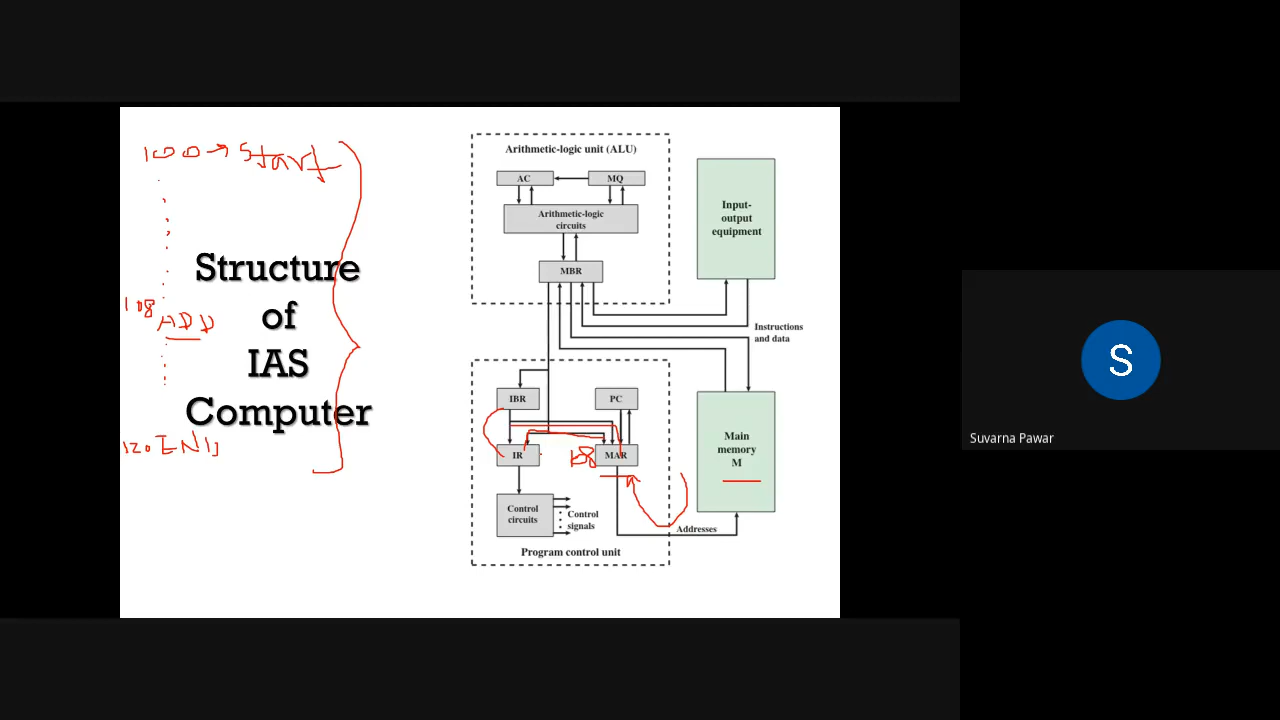 100 → Start
108
ADD
120 END
Structure
of
IAS
Computer
Arithmetic-logic unit (ALU)
AC
MQ
Arithmetic-logic
circuits
MBR
Input-
output
equipment
Instructions
and data
IBR
PC
IR
108
MAR
Main
memory
M
Control
circuits
Control
signals
Addresses
Program control unit
S
Suvarna Pawar